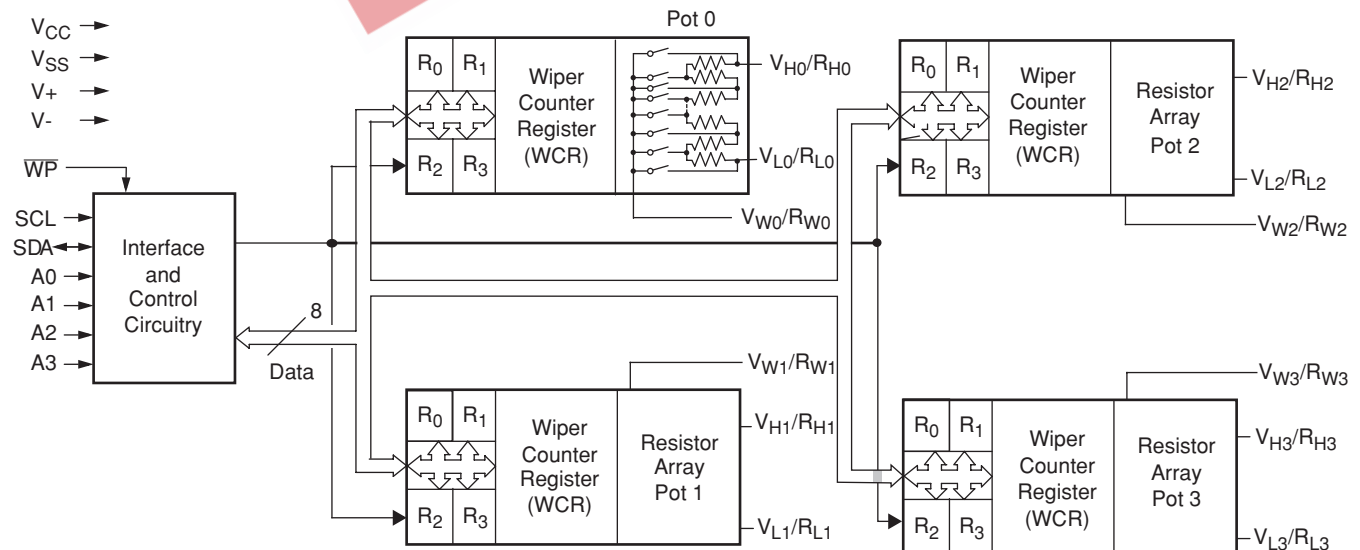 V_CC
V_SS
V+
V-
W̅P̅
SCL
SDA
A0
A1
A2
A3
Interface
and
Control
Circuitry
8
Data
Pot 0
R_0 R_1
R_2 R_3
Wiper
Counter
Register
(WCR)
V_H0/R_H0
V_L0/R_L0
V_W0/R_W0
R_0 R_1
R_2 R_3
Wiper
Counter
Register
(WCR)
Resistor
Array
Pot 2
V_H2/R_H2
V_L2/R_L2
V_W2/R_W2
V_W1/R_W1
R_0 R_1
R_2 R_3
Wiper
Counter
Register
(WCR)
Resistor
Array
Pot 1
V_H1/R_H1
V_L1/R_L1
V_W3/R_W3
R_0 R_1
R_2 R_3
Wiper
Counter
Register
(WCR)
Resistor
Array
Pot 3
V_H3/R_H3
V_L3/R_L3